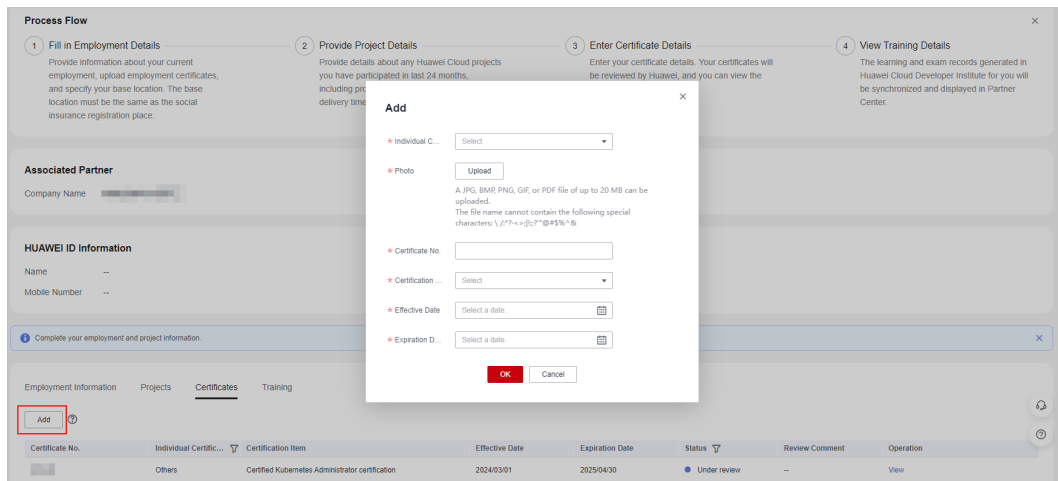 Process Flow
1 Fill in Employment Details
Provide information about your current
employment, upload employment certificates,
and specify your base location. The base
location must be the same as the social
insurance registration place.
2 Provide Project Details
Provide details about any Huawei Cloud projects
you have participated in last 24 months,
including
delivery time
3 Enter Certificate Details
Enter your certificate details. Your certificates will
be reviewed by Huawei, and you can view the
4 View Training Details
The learning and exam records generated in
Huawei Cloud Developer Institute for you will
be synchronized and displayed in Partner
Center.
Associated Partner
Company Name
HUAWEI ID Information
Name --
Mobile Number --
Complete your employment and project information.
Add
* Individual C... Select
* Photo Upload
A JPG, BMP, PNG, GIF, or PDF file of up to 20 MB can be
uploaded.
The file name cannot contain the following special
characters: \ /:*?-<>;|!:;?'"@#$%^&
* Certificate No.
* Certification ... Select
* Effective Date Select a date.
* Expiration D... Select a date.
OK Cancel
Employment Information Projects Certificates Training
Add
Certificate No. Individual Certific... Certification Item Effective Date Expiration Date Status Review Comment Operation
Others Certified Kubernetes Administrator certification 2024/03/01 2025/04/30 Under review -- View